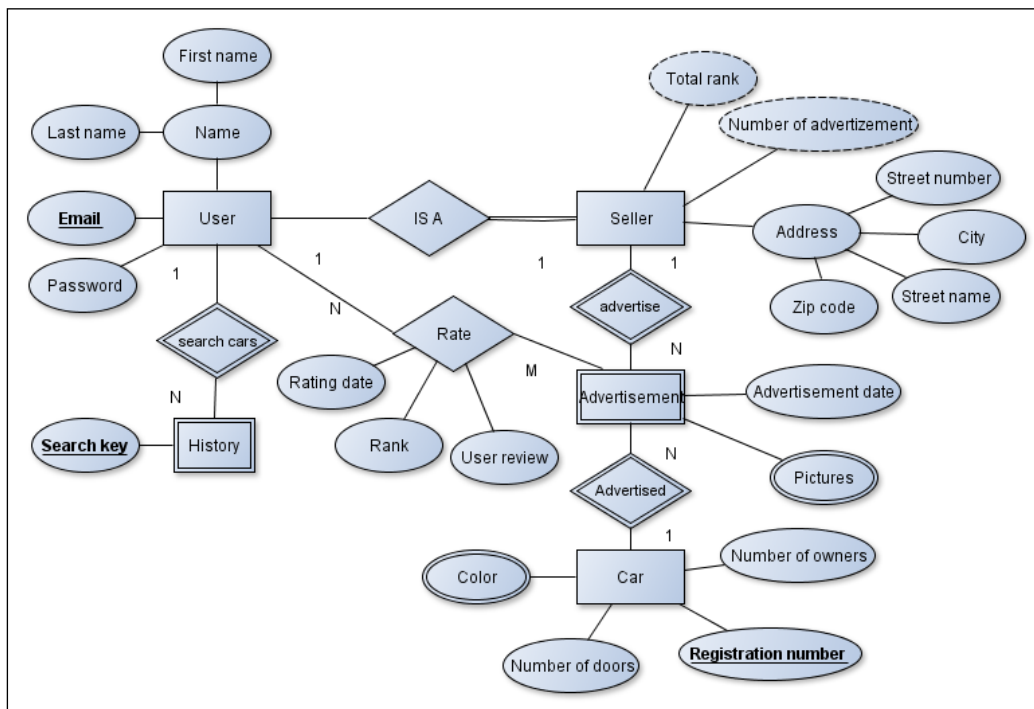 First name
Total rank
Last name
Name
Number of advertizement
Street number
Email
User
IS A
Seller
Address
City
Password
1
1
1
1
Zip code
Street name
N
advertise
search cars
Rate
N
Rating date
M
Advertisement
Advertisement date
N
Search key
History
Rank
User review
N
Pictures
Advertised
1
Number of owners
Color
Car
Number of doors
Registration number